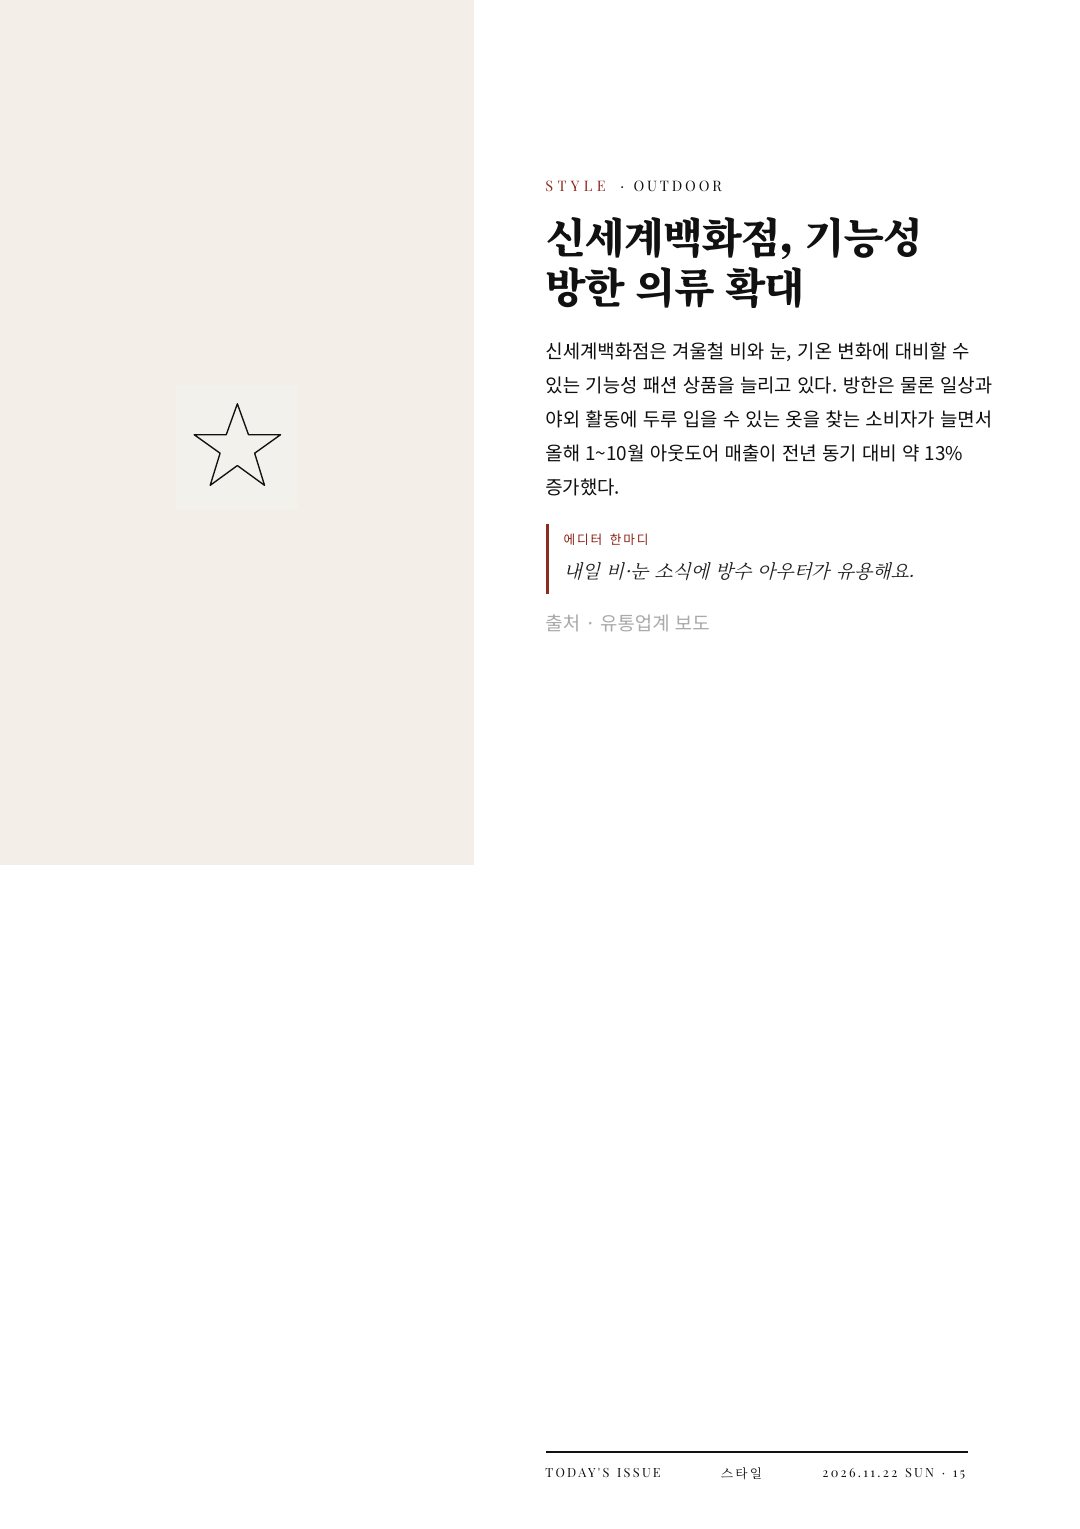 STYLE · OUTDOOR
신세계백화점, 기능성
방한 의류 확대
신세계백화점은 겨울철 비와 눈, 기온 변화에 대비할 수
있는 기능성 패션 상품을 늘리고 있다. 방한은 물론 일상과
야외 활동에 두루 입을 수 있는 옷을 찾는 소비자가 늘면서
올해 1~10월 아웃도어 매출이 전년 동기 대비 약 13%
증가했다.
에디터 한마디
내일 비·눈 소식에 방수 아우터가 유용해요.
출처 · 유통업계 보도
TODAY'S ISSUE 스타일 2026.11.22 SUN · 15